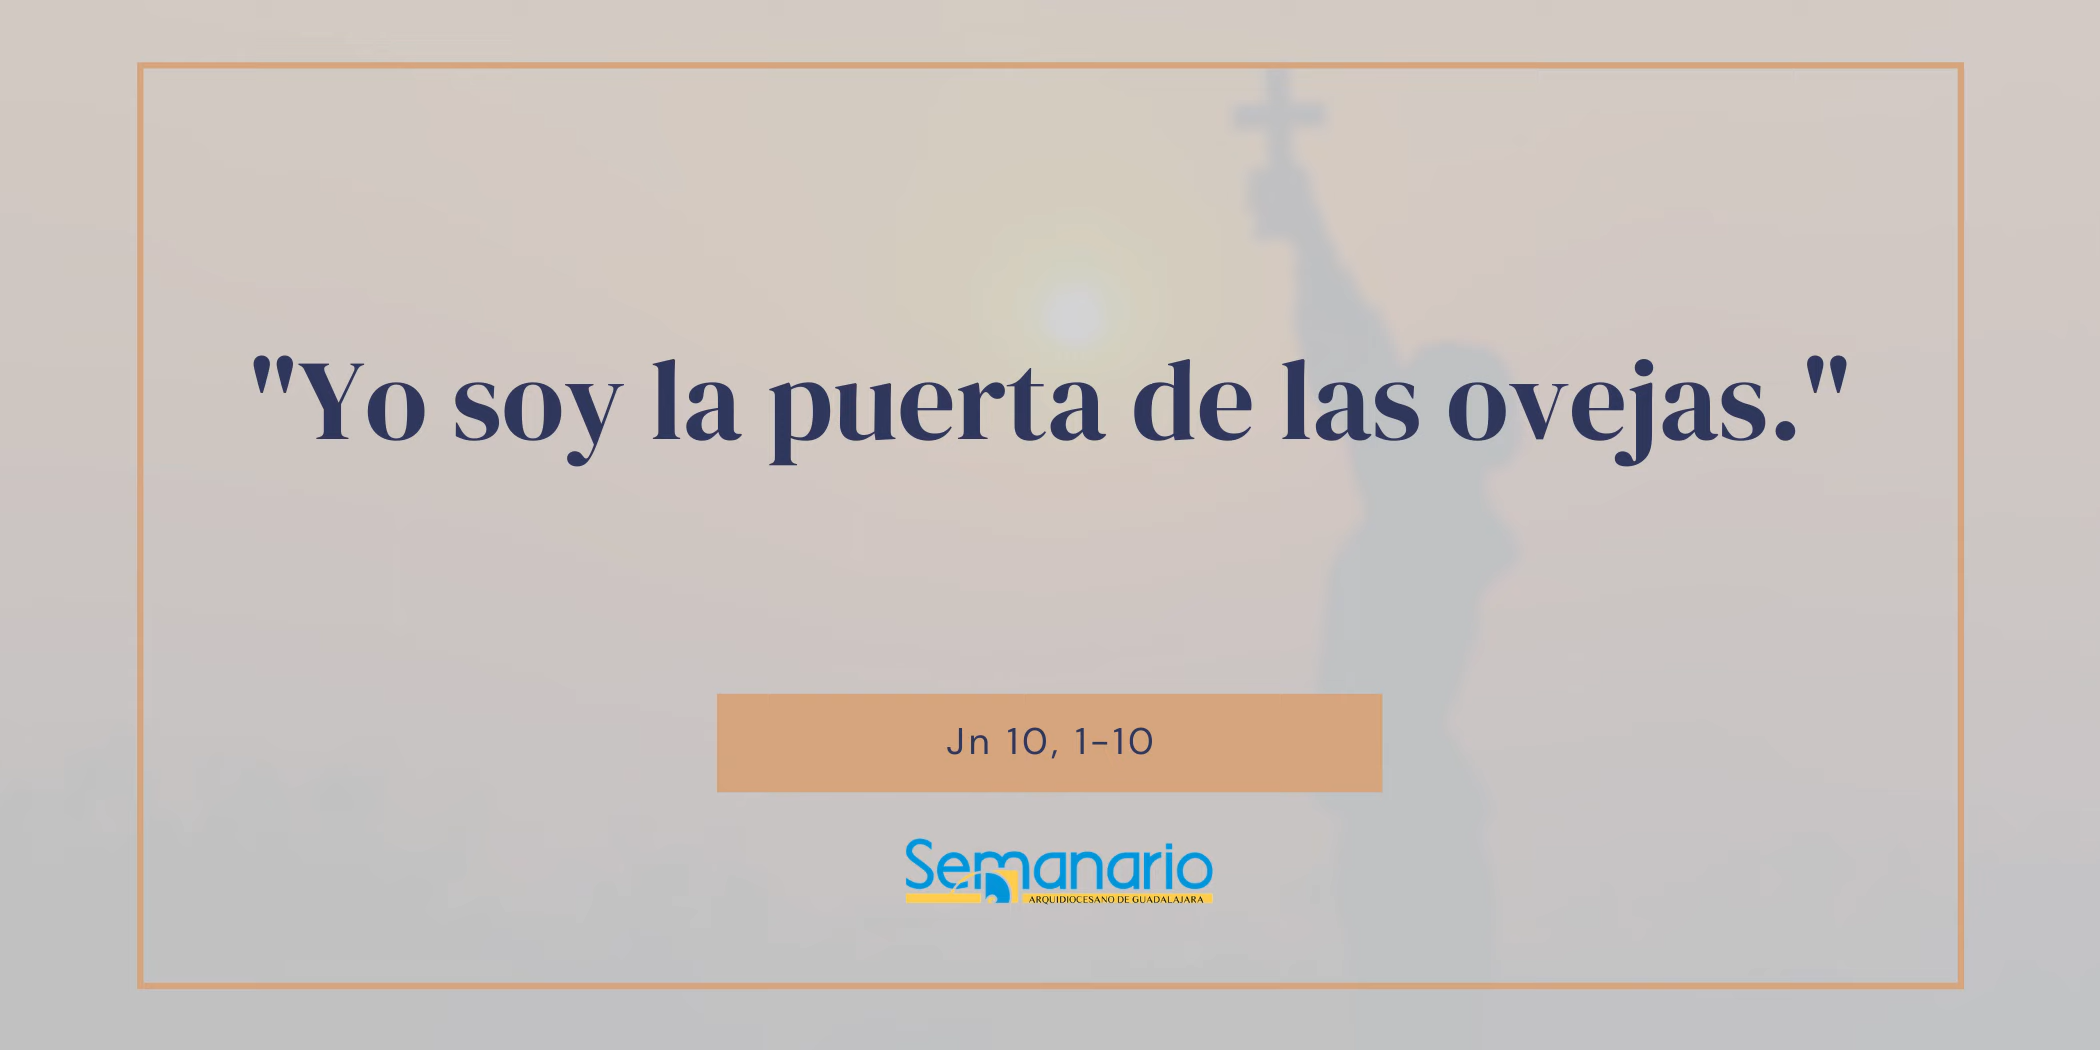 "Yo soy la puerta de las ovejas."
Jn 10, 1-10
Semanario
ARQUIDIOCESANO DE GUADALAJARA